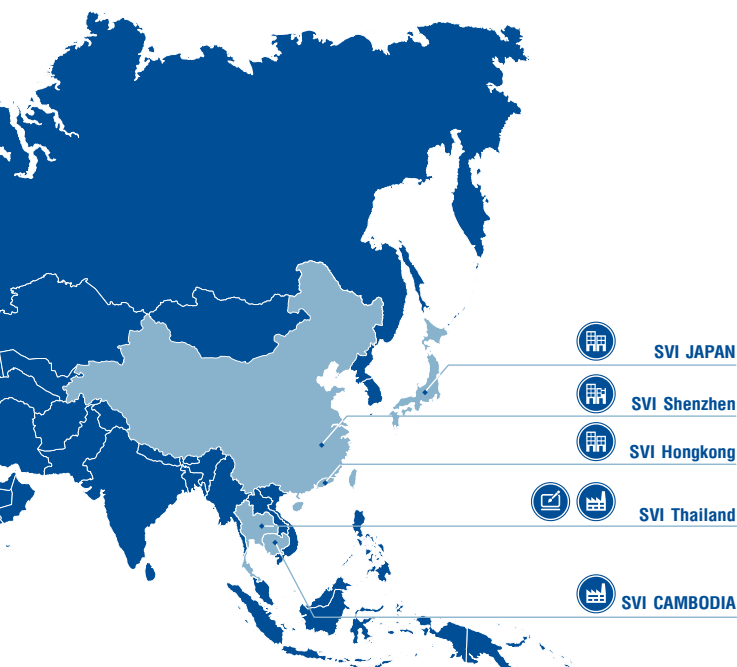 SVI JAPAN
SVI Shenzhen
SVI Hongkong
SVI Thailand
SVI CAMBODIA